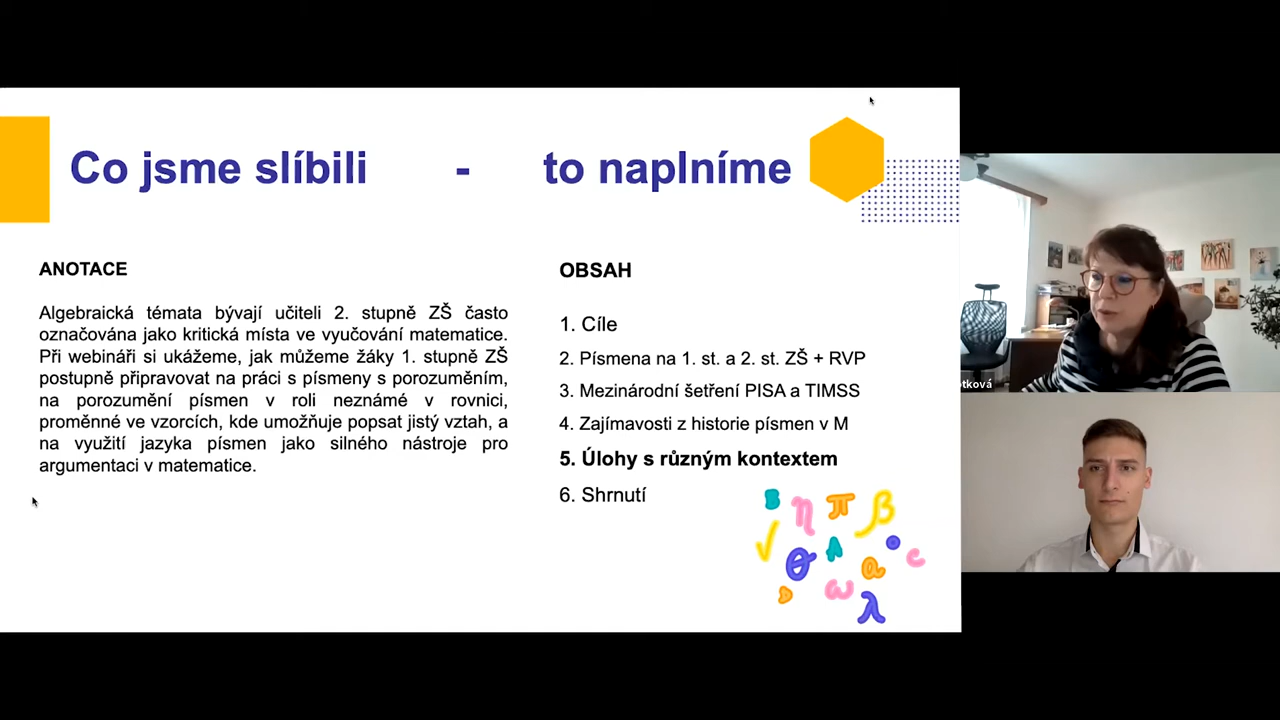 Co jsme slíbili - to naplníme
ANOTACE
Algebraická témata bývají učiteli 2. stupně ZŠ často
označována jako kritická místa ve vyučování matematice.
Při webináři si ukážeme, jak můžeme žáky 1. stupně ZŠ
postupně připravovat na práci s písmeny s porozuměním,
na porozumění písmen v roli neznámé v rovnici,
proměnné ve vzorcích, kde umožňuje popsat jistý vztah, a
na využití jazyka písmen jako silného nástroje pro
argumentaci v matematice.
OBSAH
1. Cíle
2. Písmena na 1. st. a 2. st. ZŠ + RVP
3. Mezinárodní šetření PISA a TIMSS
4. Zajímavosti z historie písmen v M
5. Úlohy s různým kontextem
6. Shrnutí
η π β
√ θ a c
ω
λ
otková